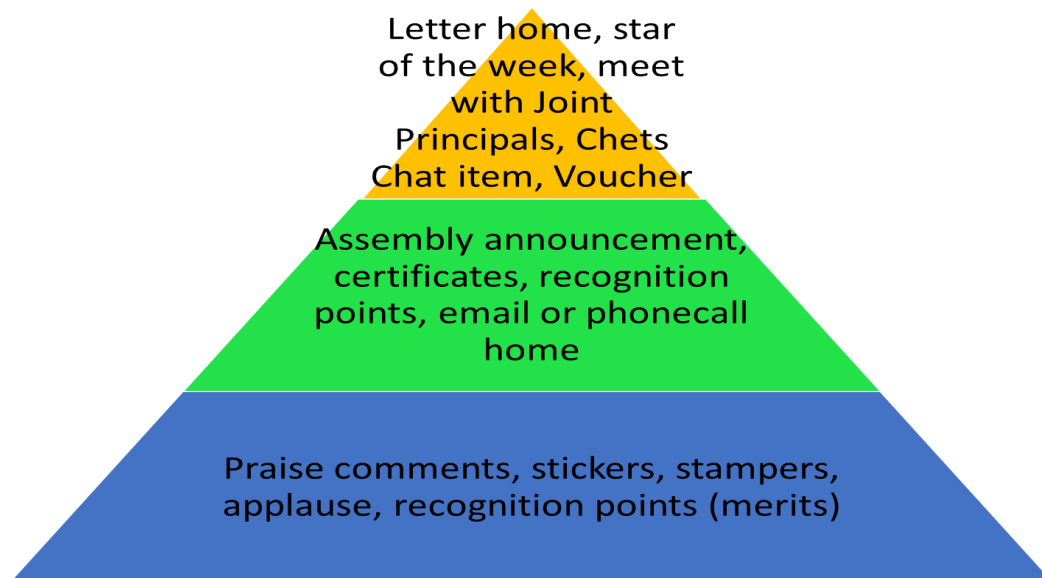 Letter home, star
of the week, meet
with Joint
Principals, Chets
Chat item, Voucher
Assembly announcement,
certificates, recognition
points, email or phonecall
home
Praise comments, stickers, stampers,
applause, recognition points (merits)